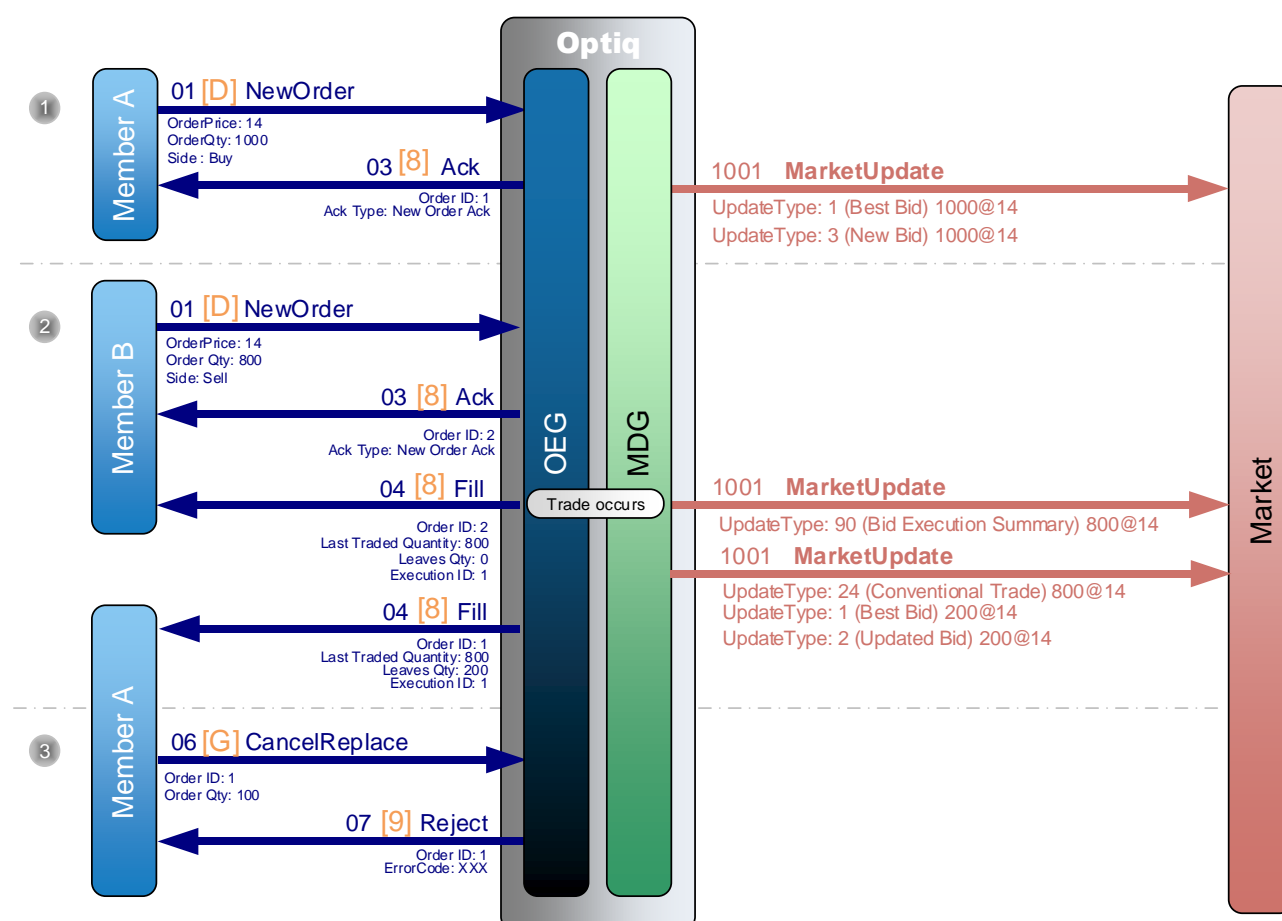 Optiq
1
Member A
01 [D] NewOrder
OrderPrice: 14
OrderQty: 1000
Side : Buy
03 [8] Ack
Order ID: 1
Ack Type: New Order Ack
1001 MarketUpdate
UpdateType: 1 (Best Bid) 1000@14
UpdateType: 3 (New Bid) 1000@14
2
Member B
01 [D] NewOrder
OrderPrice: 14
Order Qty: 800
Side: Sell
03 [8] Ack
Order ID: 2
Ack Type: New Order Ack
OEG
MDG
Market
04 [8] Fill
Order ID: 2
Last Traded Quantity: 800
Leaves Qty: 0
Execution ID: 1
Trade occurs
1001 MarketUpdate
UpdateType: 90 (Bid Execution Summary) 800@14
1001 MarketUpdate
UpdateType: 24 (Conventional Trade) 800@14
UpdateType: 1 (Best Bid) 200@14
UpdateType: 2 (Updated Bid) 200@14
Member A
04 [8] Fill
Order ID: 1
Last Traded Quantity: 800
Leaves Qty: 200
Execution ID: 1
3
06 [G] CancelReplace
Order ID: 1
Order Qty: 100
07 [9] Reject
Order ID: 1
ErrorCode: XXX